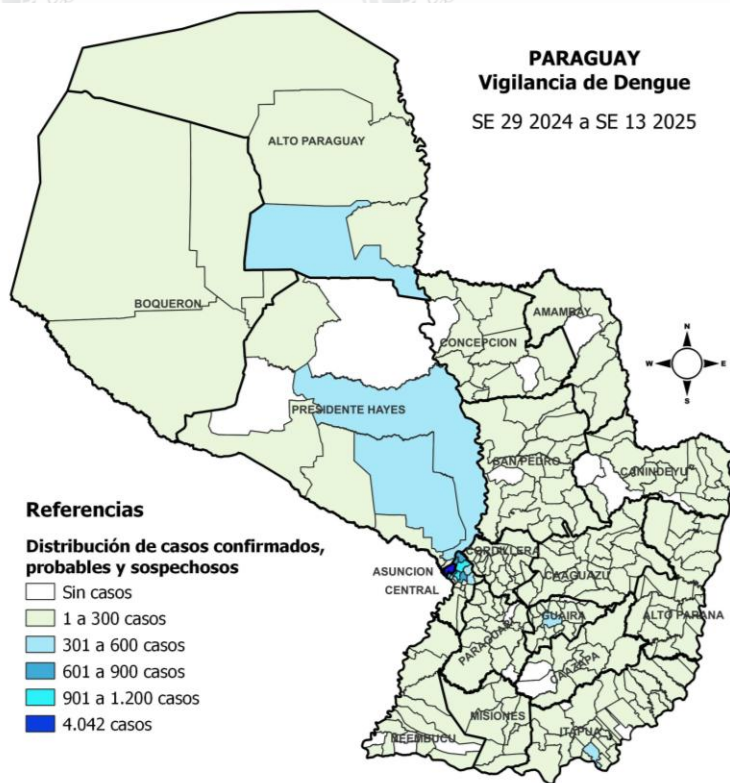 PARAGUAY
Vigilancia de Dengue
SE 29 2024 a SE 13 2025
ALTO PARAGUAY
BOQUERON
AMAMBAY
CONCEPCION
N
W
E
S
PRESIDENTE HAYES
SAN PEDRO
CANINDEYU
Referencias
Distribución de casos confirmados,
probables y sospechosos
Sin casos
1 a 300 casos
301 a 600 casos
601 a 900 casos
901 a 1.200 casos
4.042 casos
CORDILLERA
ASUNCION
CAAGUAZU
CENTRAL
GUAIRA
ALTO PARANA
PARAGUARI
CAAZAPA
MISIONES
ITAPUA
ÑEEMBUCU